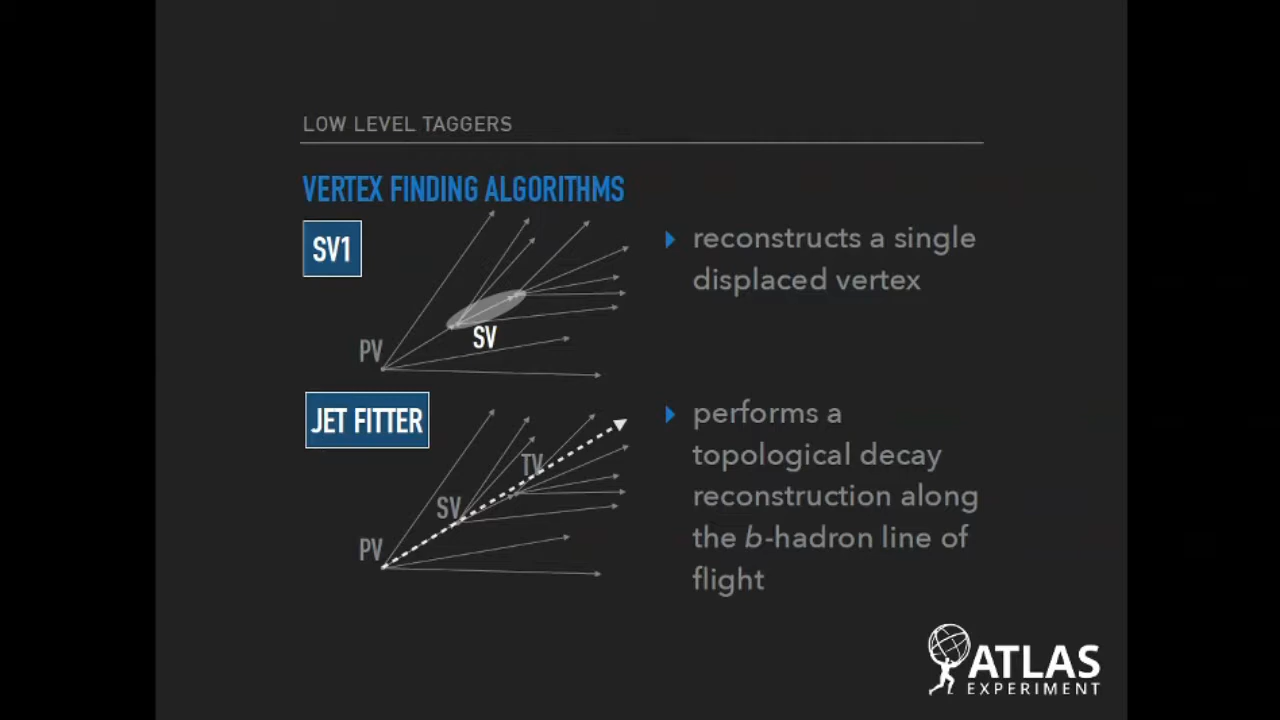 LOW LEVEL TAGGERS
VERTEX FINDING ALGORITHMS
SV1
PV
SV
reconstructs a single
displaced vertex
JET FITTER
PV
SV
TV
performs a
topological decay
reconstruction along
the b-hadron line of
flight
ATLAS
EXPERIMENT